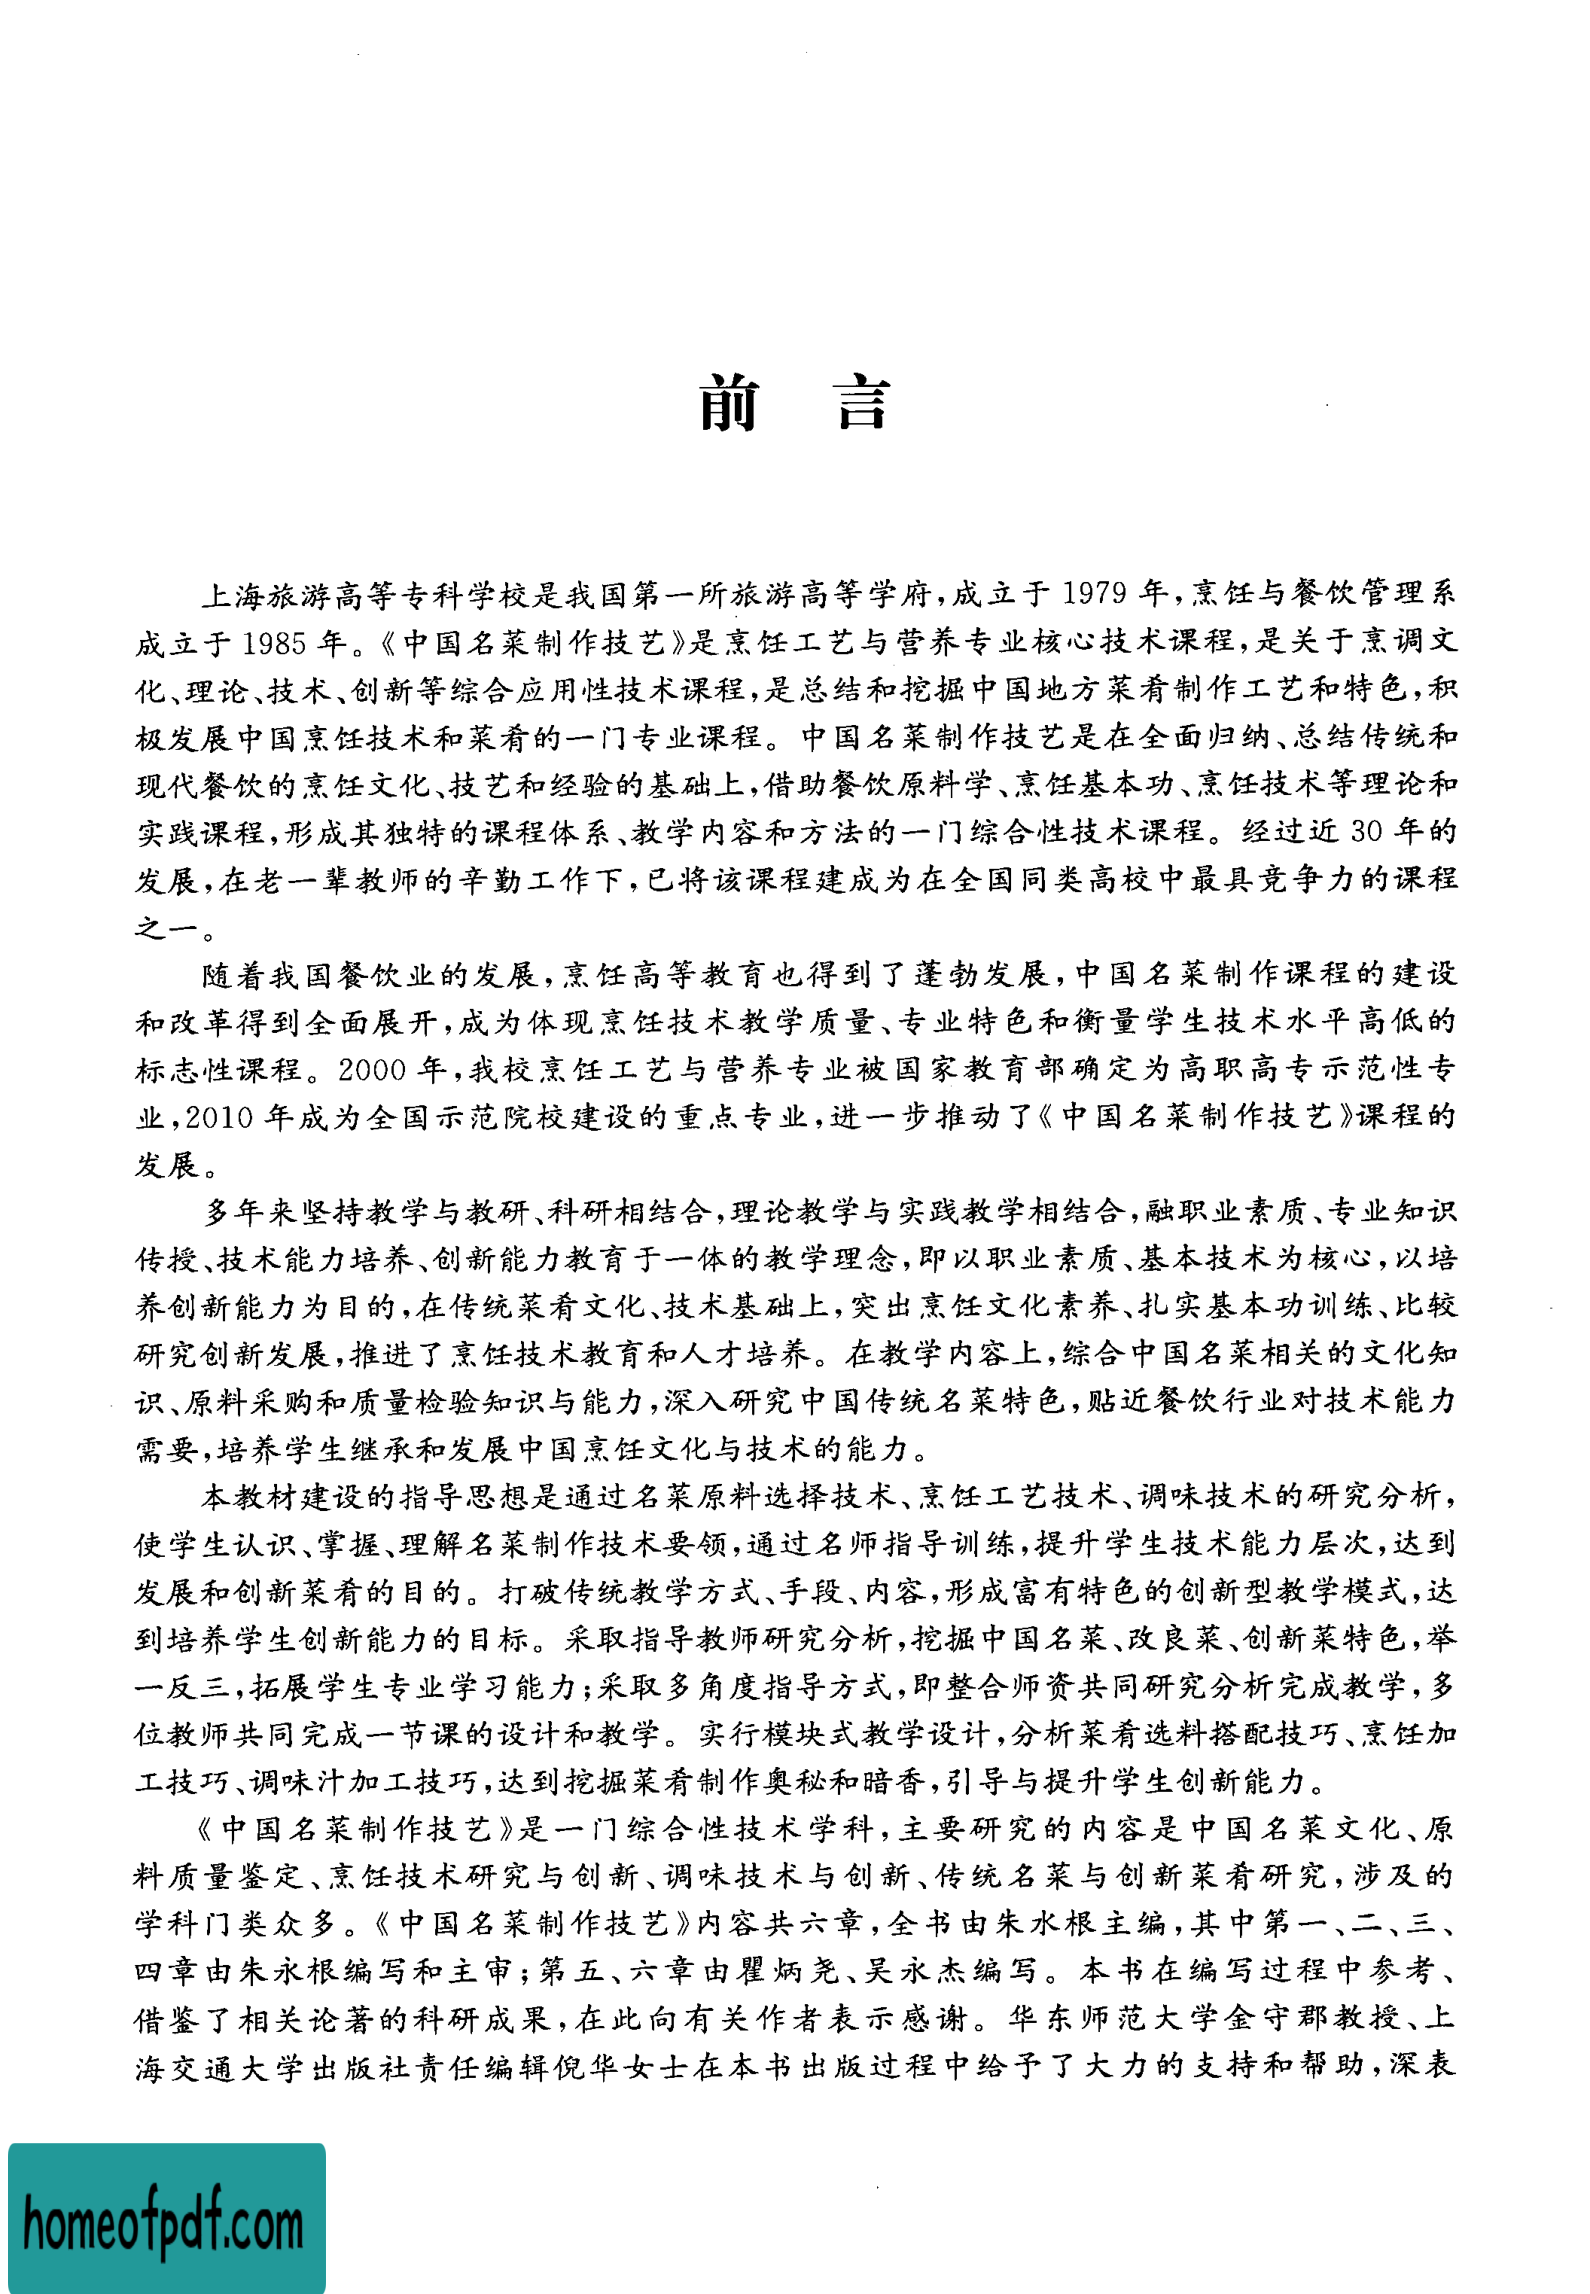 前 言
上海旅游高等专科学校是我国第一所旅游高等学府,成立于 1979 年,烹饪与餐饮管理系
成立于 1985 年。《中国名菜制作技艺》是烹饪工艺与营养专业核心技术课程,是关于烹调文
化、理论、技术、创新等综合应用性技术课程,是总结和挖掘中国地方菜肴制作工艺和特色,积
极发展中国烹饪技术和菜肴的一门专业课程。中国名菜制作技艺是在全面归纳、总结传统和
现代餐饮的烹饪文化、技艺和经验的基础上,借助餐饮原料学、烹饪基本功、烹饪技术等理论和
实践课程,形成其独特的课程体系、教学内容和方法的一门综合性技术课程。经过近 30 年的
发展,在老一辈教师的辛勤工作下,已将该课程建成为在全国同类高校中最具竞争力的课程
之一。
随着我国餐饮业的发展,烹饪高等教育也得到了蓬勃发展,中国名菜制作课程的建设
和改革得到全面展开,成为体现烹饪技术教学质量、专业特色和衡量学生技术水平高低的
标志性课程。2000 年,我校烹饪工艺与营养专业被国家教育部确定为高职高专示范性专
业,2010 年成为全国示范院校建设的重点专业,进一步推动了《中国名菜制作技艺》课程的
发展。
多年来坚持教学与教研、科研相结合,理论教学与实践教学相结合,融职业素质、专业知识
传授、技术能力培养、创新能力教育于一体的教学理念,即以职业素质、基本技术为核心,以培
养创新能力为目的,在传统菜肴文化、技术基础上,突出烹饪文化素养、扎实基本功训练、比较
研究创新发展,推进了烹饪技术教育和人才培养。在教学内容上,综合中国名菜相关的文化知
识、原料采购和质量检验知识与能力,深入研究中国传统名菜特色,贴近餐饮行业对技术能力
需要,培养学生继承和发展中国烹饪文化与技术的能力。
本教材建设的指导思想是通过名菜原料选择技术、烹饪工艺技术、调味技术的研究分析,
使学生认识、掌握、理解名菜制作技术要领,通过名师指导训练,提升学生技术能力层次,达到
发展和创新菜肴的目的。打破传统教学方式、手段、内容,形成富有特色的创新型教学模式,达
到培养学生创新能力的目标。采取指导教师研究分析,挖掘中国名菜、改良菜、创新菜特色,举
一反三,拓展学生专业学习能力;采取多角度指导方式,即整合师资共同研究分析完成教学,多
位教师共同完成一节课的设计和教学。实行模块式教学设计,分析菜肴选料搭配技巧、烹饪加
工技巧、调味汁加工技巧,达到挖掘菜肴制作奥秘和暗香,引导与提升学生创新能力。
《中国名菜制作技艺》是一门综合性技术学科,主要研究的内容是中国名菜文化、原
料质量鉴定、烹饪技术研究与创新、调味技术与创新、传统名菜与创新菜肴研究,涉及的
学科门类众多。《中国名菜制作技艺》内容共六章,全书由朱水根主编,其中第一、二、三、
四章由朱永根编写和主审;第五、六章由瞿炳尧、吴永杰编写。本书在编写过程中参考、
借鉴了相关论著的科研成果,在此向有关作者表示感谢。华东师范大学金守郡教授、上
海交通大学出版社责任编辑倪华女士在本书出版过程中给予了大力的支持和帮助,深表
homeofpdf.com